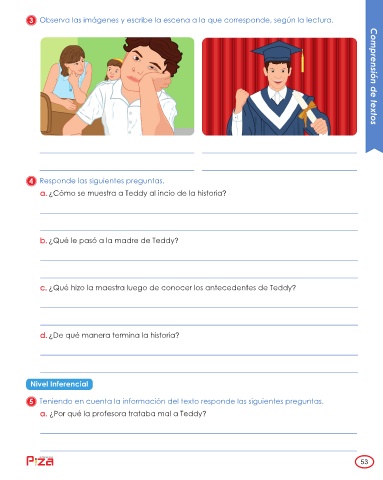 3 Observa las imágenes y escribe la escena a la que corresponde, según la lectura.
Comprensión de textos
4 Responde las siguientes preguntas.
a. ¿Cómo se muestra a Teddy al incio de la historia?
b. ¿Qué le pasó a la madre de Teddy?
c. ¿Qué hizo la maestra luego de conocer los antecedentes de Teddy?
d. ¿De qué manera termina la historia?
Nivel Inferencial
5 Teniendo en cuenta la información del texto responde las siguientes preguntas.
a. ¿Por qué la profesora trataba mal a Teddy?
Piza
53